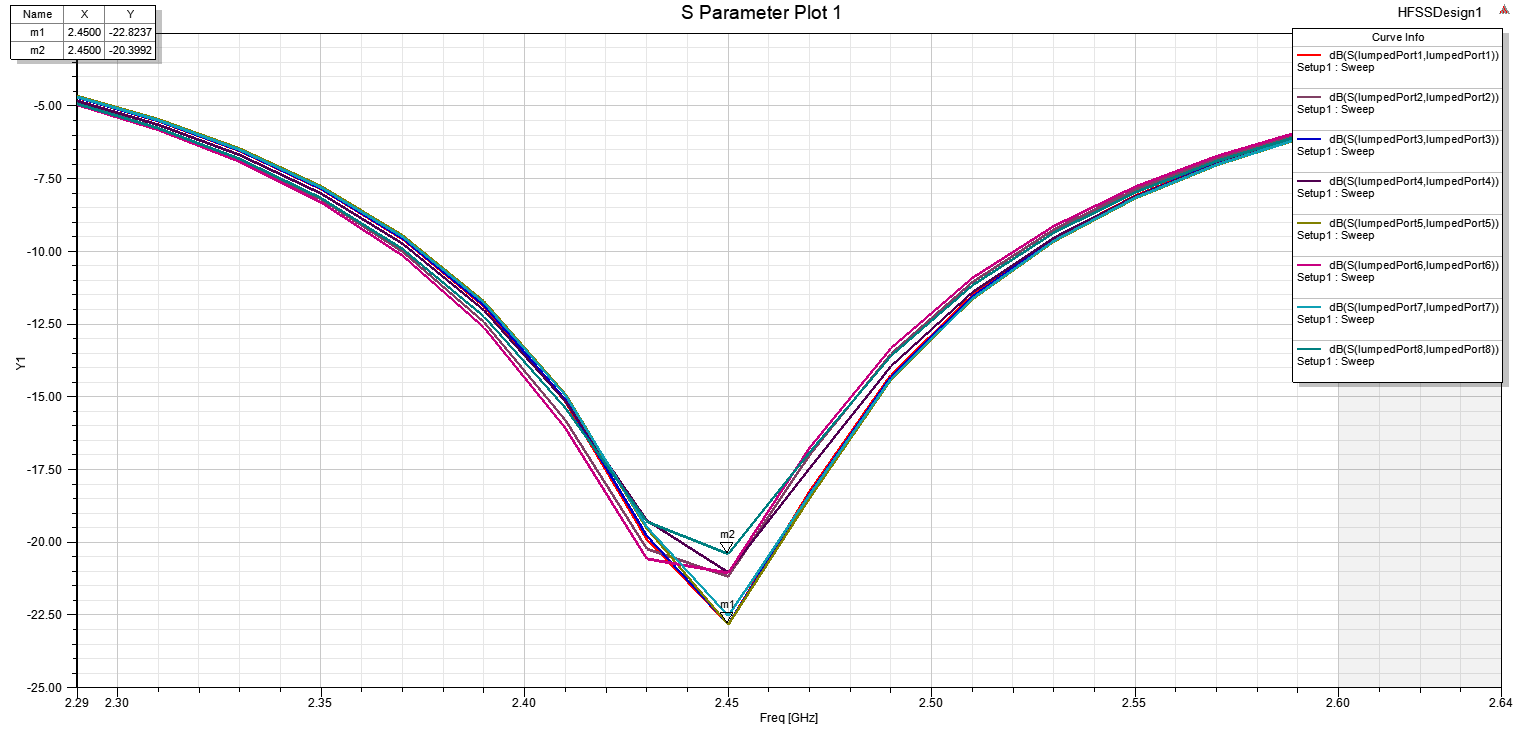 S Parameter Plot 1
HFSSDesign1
Name X Y
m1 2.4500 -22.8237
m2 2.4500 -20.3992
Curve Info
dB(S(lumpedPort1,lumpedPort1))
Setup1 : Sweep
dB(S(lumpedPort2,lumpedPort2))
Setup1 : Sweep
dB(S(lumpedPort3,lumpedPort3))
Setup1 : Sweep
dB(S(lumpedPort4,lumpedPort4))
Setup1 : Sweep
dB(S(lumpedPort5,lumpedPort5))
Setup1 : Sweep
dB(S(lumpedPort6,lumpedPort6))
Setup1 : Sweep
dB(S(lumpedPort7,lumpedPort7))
Setup1 : Sweep
dB(S(lumpedPort8,lumpedPort8))
Setup1 : Sweep
-5.00
-7.50
-10.00
-12.50
-15.00
-17.50
-20.00
-22.50
-25.00
Y1
m2
m1
2.29 2.30 2.35 2.40 2.45 2.50 2.55 2.60 2.64
Freq [GHz]